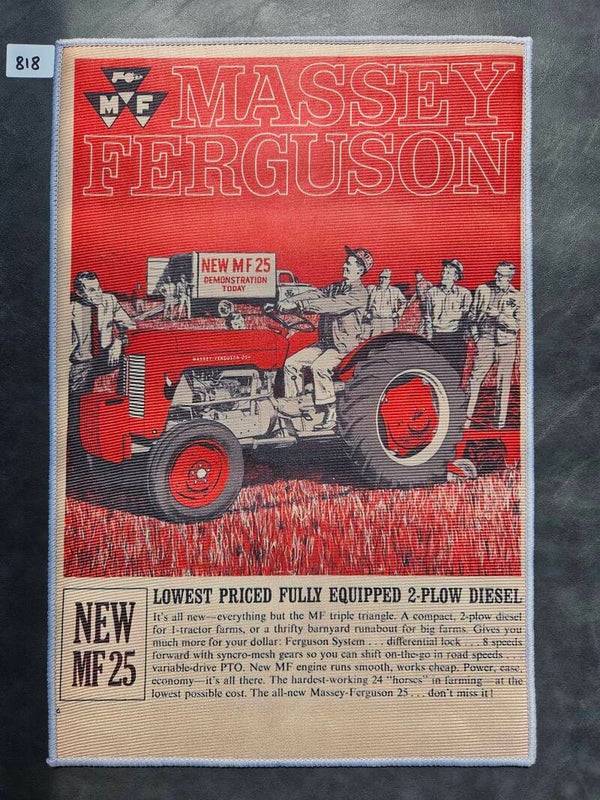 818
MF
MASSEY
FERGUSON
NEW MF 25
DEMONSTRATION
TODAY
MASSEY-FERGUSON 25
LOWEST PRICED FULLY EQUIPPED 2-PLOW DIESEL
NEW
MF 25
It's all new—everything but the MF triple triangle. A compact, 2-plow diesel
for 1-tractor farms, or a thrifty barnyard runabout for big farms. Gives you
much more for your dollar: Ferguson System . . . differential lock . . . 8 speeds
forward with syncro-mesh gears so you can shift on-the-go in road speeds
variable-drive PTO. New MF engine runs smooth, works cheap. Power, ease,
economy—it's all there. The hardest-working 24 "horses" in farming—at the
lowest possible cost. The all-new Massey-Ferguson 25 . . . don't miss it!
6